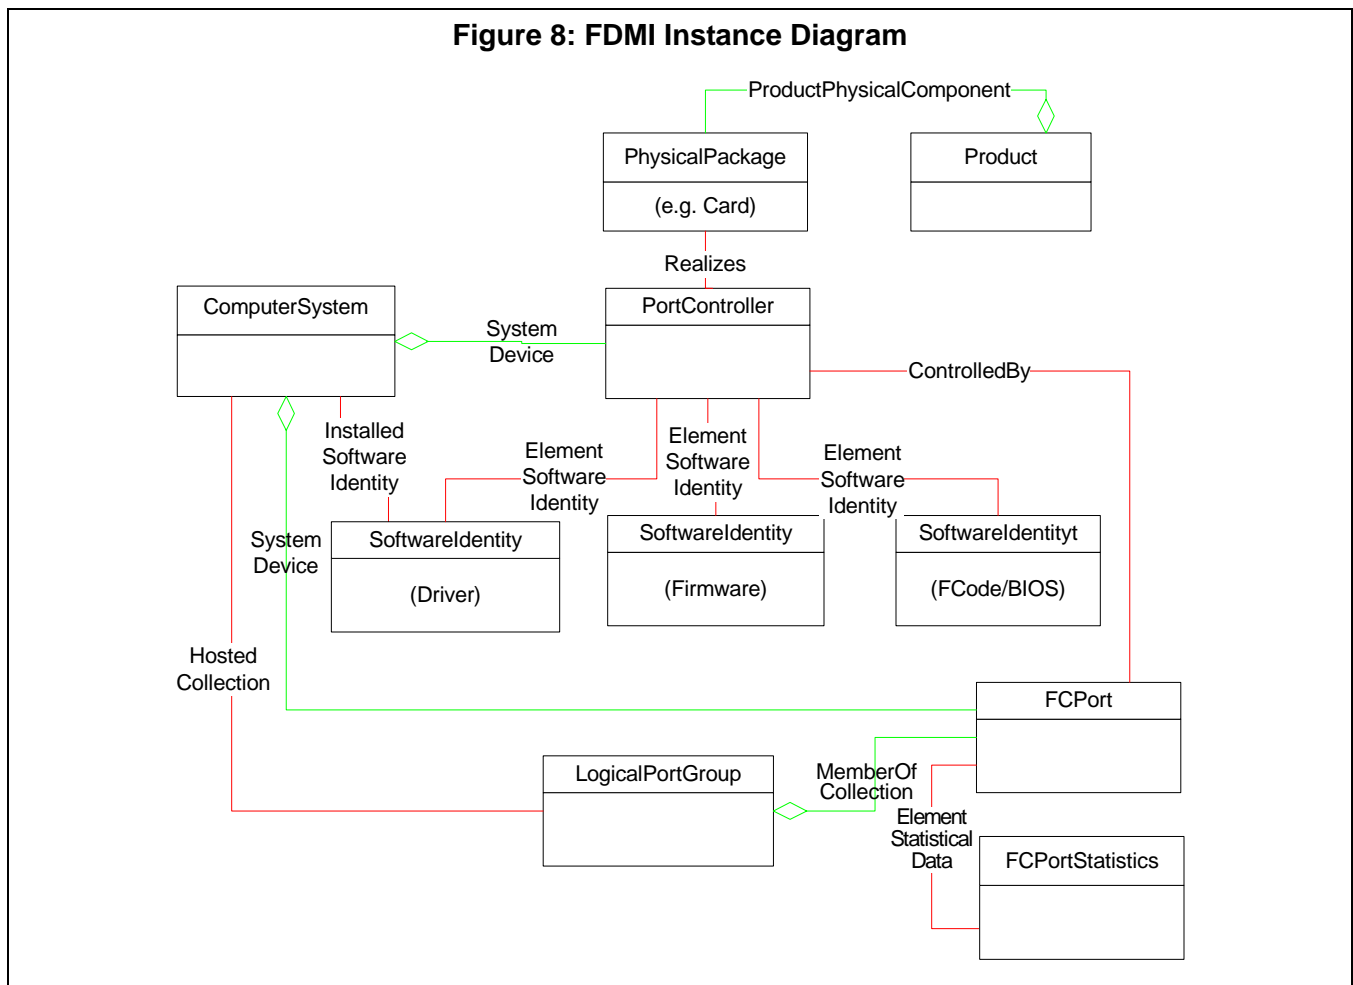 Figure 8: FDMI Instance Diagram
ProductPhysicalComponent
PhysicalPackage
(e.g. Card)
Product
Realizes
ComputerSystem
PortController
System
Device
ControlledBy
Installed
Software
Identity
Element
Software
Identity
Element
Software
Identity
Element
Software
Identity
System
Device
SoftwareIdentity
(Driver)
SoftwareIdentity
(Firmware)
SoftwareIdentityt
(FCode/BIOS)
Hosted
Collection
FCPort
LogicalPortGroup
MemberOf
Collection
Element
Statistical
Data
FCPortStatistics